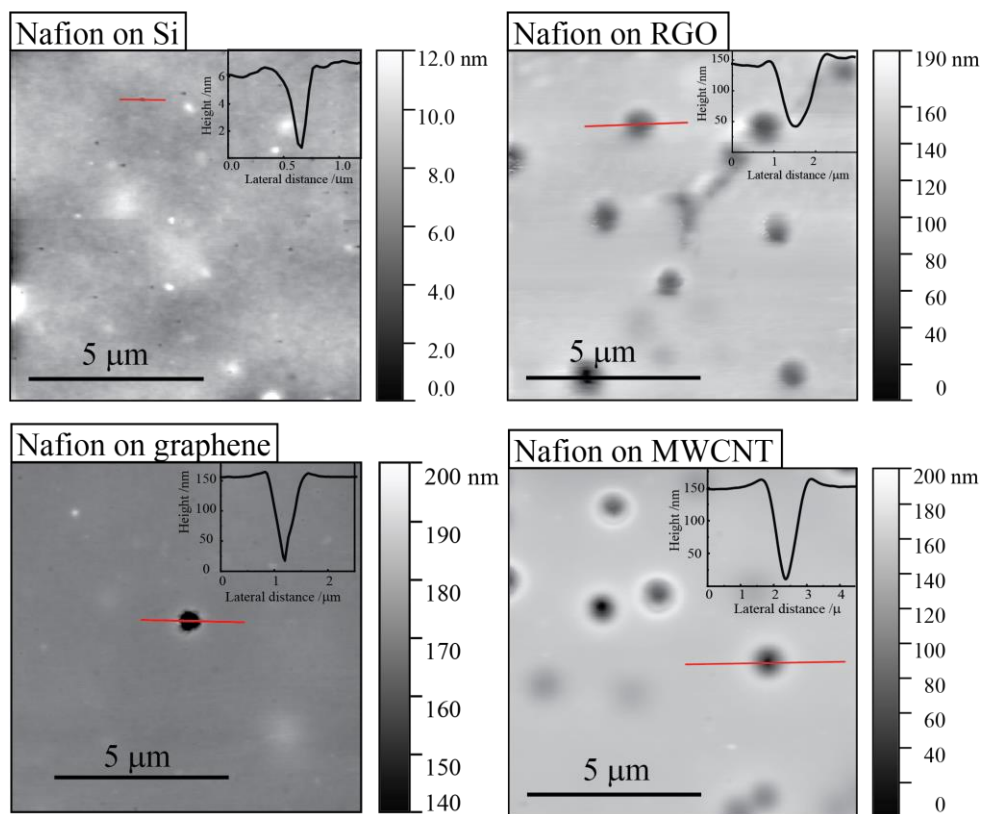 Nafion on Si
12.0 nm
10.0
8.0
6.0
4.0
2.0
0.0
Height /nm
6
4
2
0.0
0.6
1.2
Lateral distance /µm
5 µm
Nafion on RGO
190 nm
160
140
120
100
80
60
40
0
Height /nm
150
100
50
0
2
Lateral distance /µm
5 µm
Nafion on graphene
200 nm
190
180
170
160
150
140
Height /nm
150
100
50
0
0
1
2
Lateral distance /µm
5 µm
Nafion on MWCNT
200 nm
180
160
140
120
100
80
60
40
0
Height /nm
150
100
50
0
1
2
3
4
Lateral distance /µ
5 µm